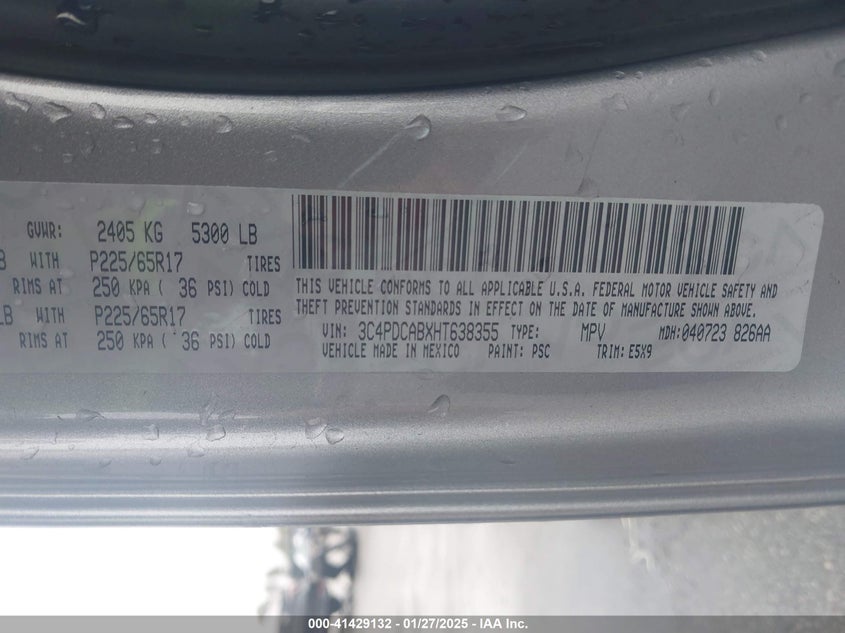 GVWR: 2405 KG 5300 LB
B WITH P225/65R17 TIRES
RIMS AT 250 KPA ( 36 PSI) COLD
LB WITH P225/65R17 TIRES
RIMS AT 250 KPA ( 36 PSI) COLD
THIS VEHICLE CONFORMS TO ALL APPLICABLE U.S.A. FEDERAL MOTOR VEHICLE SAFETY AND
THEFT PREVENTION STANDARDS IN EFFECT ON THE DATE OF MANUFACTURE SHOWN ABOVE.
VIN: 3C4PDCABXHT638355 TYPE: MPV MDH:040723 826AA
VEHICLE MADE IN MEXICO PAINT: PSC TRIM: E5X9
000-41429132 - 01/27/2025 - IAA Inc.